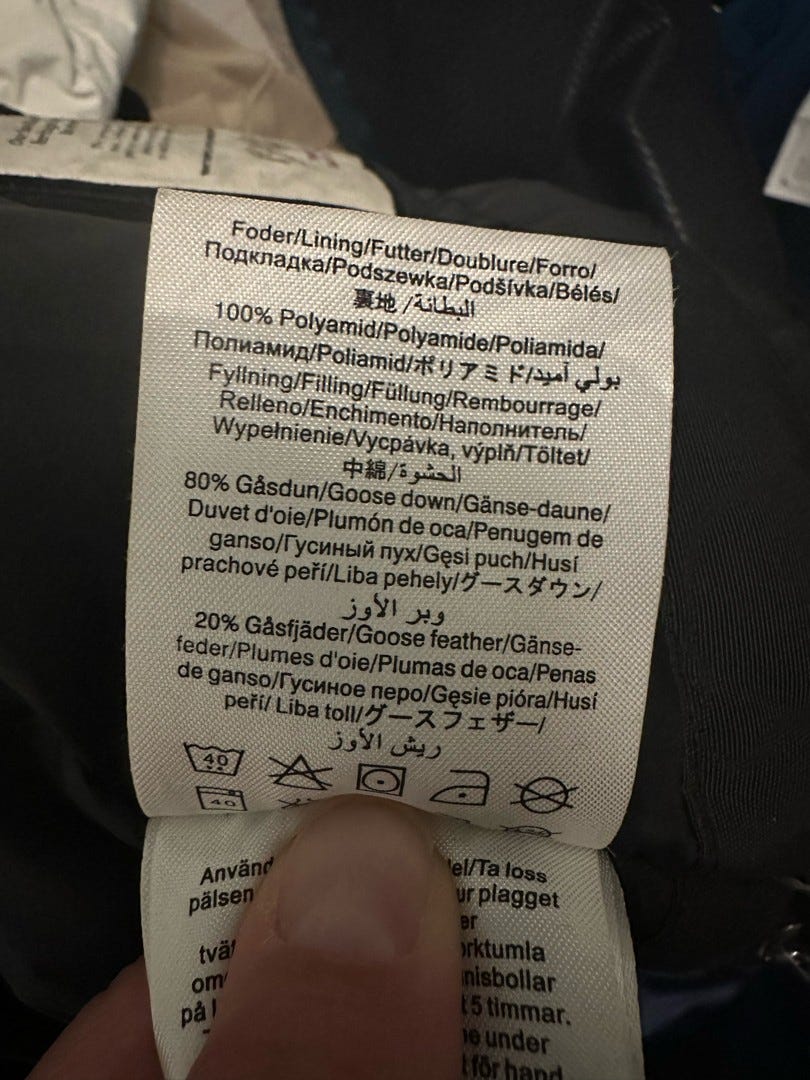 Foder/Lining/Futter/Doublure/Forro/
Подкладка/Podszewka/Podšívka/Bélés/
裏地/البطانة
100% Polyamid/Polyamide/Poliamida/
Полиамид/Poliamid/ポリアミド/بولي أميد
Fyllning/Filling/Füllung/Rembourrage/
Relleno/Enchimento/Наполнитель/
Wypełnienie/Vycpávka, výplň/Töltet/
中綿/الحشوة
80% Gåsdun/Goose down/Gänse-daune/
Duvet d'oie/Plumón de oca/Penugem de
ganso/Гусиный пух/Gęsi puch/Husí
prachové peří/Liba pehely/グースダウン/
وبر الأوز
20% Gåsfjäder/Goose feather/Gänse-
feder/Plumes d'oie/Plumas de oca/Penas
de ganso/Гусиное перо/Gęsie pióra/Husí
peří/ Liba toll/グースフェザー/
ريش الأوز
40
40
Ta loss
pälsen plagget
5 timmar.
under
för hand